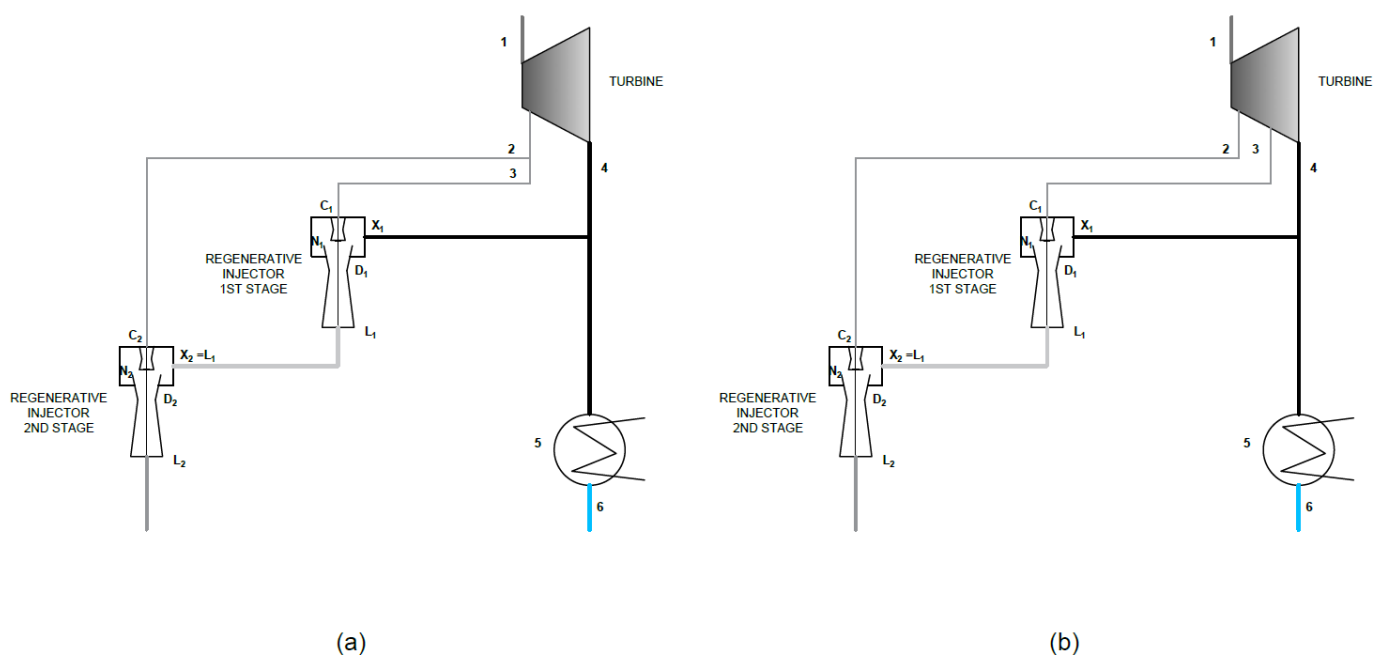 1
TURBINE
2
3
4
C₁
X₁
N₁
REGENERATIVE
INJECTOR
1ST STAGE
D₁
L₁
C₂
X₂ =L₁
N₂
REGENERATIVE
INJECTOR
2ND STAGE
D₂
L₂
5
6
(a)
1
TURBINE
2
3
4
C₁
X₁
N₁
REGENERATIVE
INJECTOR
1ST STAGE
D₁
L₁
C₂
X₂ =L₁
N₂
REGENERATIVE
INJECTOR
2ND STAGE
D₂
L₂
5
6
(b)